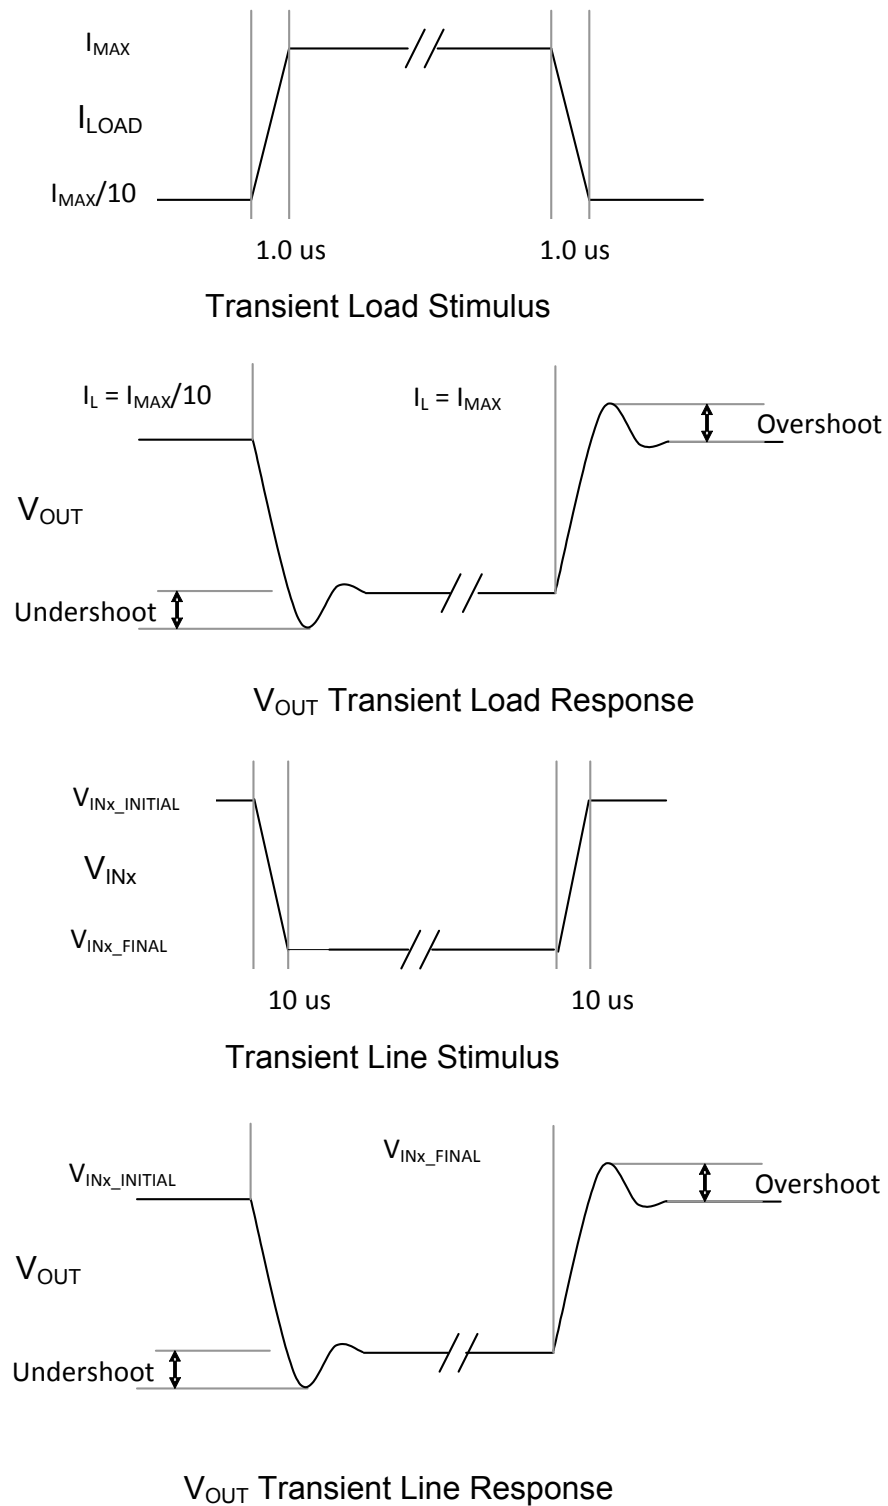 I_MAX
I_LOAD
I_MAX/10
1.0 us
1.0 us
Transient Load Stimulus
I_L = I_MAX/10
I_L = I_MAX
Overshoot
V_OUT
Undershoot
V_OUT Transient Load Response
V_INx_INITIAL
V_INx
V_INx_FINAL
10 us
10 us
Transient Line Stimulus
V_INx_INITIAL
V_INx_FINAL
Overshoot
V_OUT
Undershoot
V_OUT Transient Line Response